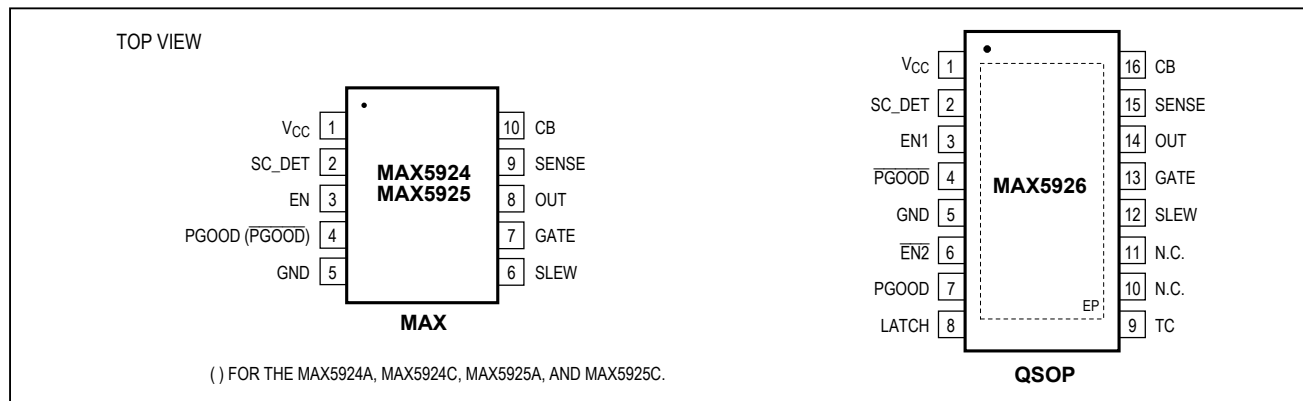 TOP VIEW
VCC 1
SC_DET 2
EN 3
PGOOD (P̅G̅O̅O̅D̅) 4
GND 5
MAX5924
MAX5925
10 CB
9 SENSE
8 OUT
7 GATE
6 SLEW
MAX
( ) FOR THE MAX5924A, MAX5924C, MAX5925A, AND MAX5925C.
VCC 1
SC_DET 2
EN1 3
P̅G̅O̅O̅D̅ 4
GND 5
E̅N̅2̅ 6
PGOOD 7
LATCH 8
MAX5926
EP
16 CB
15 SENSE
14 OUT
13 GATE
12 SLEW
11 N.C.
10 N.C.
9 TC
QSOP